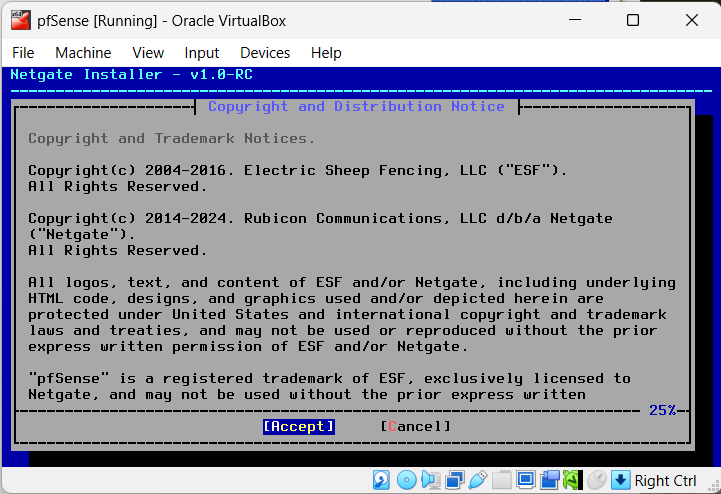 pfSense [Running] - Oracle VirtualBox
File Machine View Input Devices Help
Netgate Installer - v1.0-RC
Copyright and Distribution Notice
Copyright and Trademark Notices.
Copyright(c) 2004-2016. Electric Sheep Fencing, LLC ("ESF").
All Rights Reserved.
Copyright(c) 2014-2024. Rubicon Communications, LLC d/b/a Netgate
("Netgate").
All Rights Reserved.
All logos, text, and content of ESF and/or Netgate, including underlying
HTML code, designs, and graphics used and/or depicted herein are
protected under United States and international copyright and trademark
laws and treaties, and may not be used or reproduced without the prior
express written permission of ESF and/or Netgate.
"pfSense" is a registered trademark of ESF, exclusively licensed to
Netgate, and may not be used without the prior express written
25%
[Accept] [Cancel]
Right Ctrl